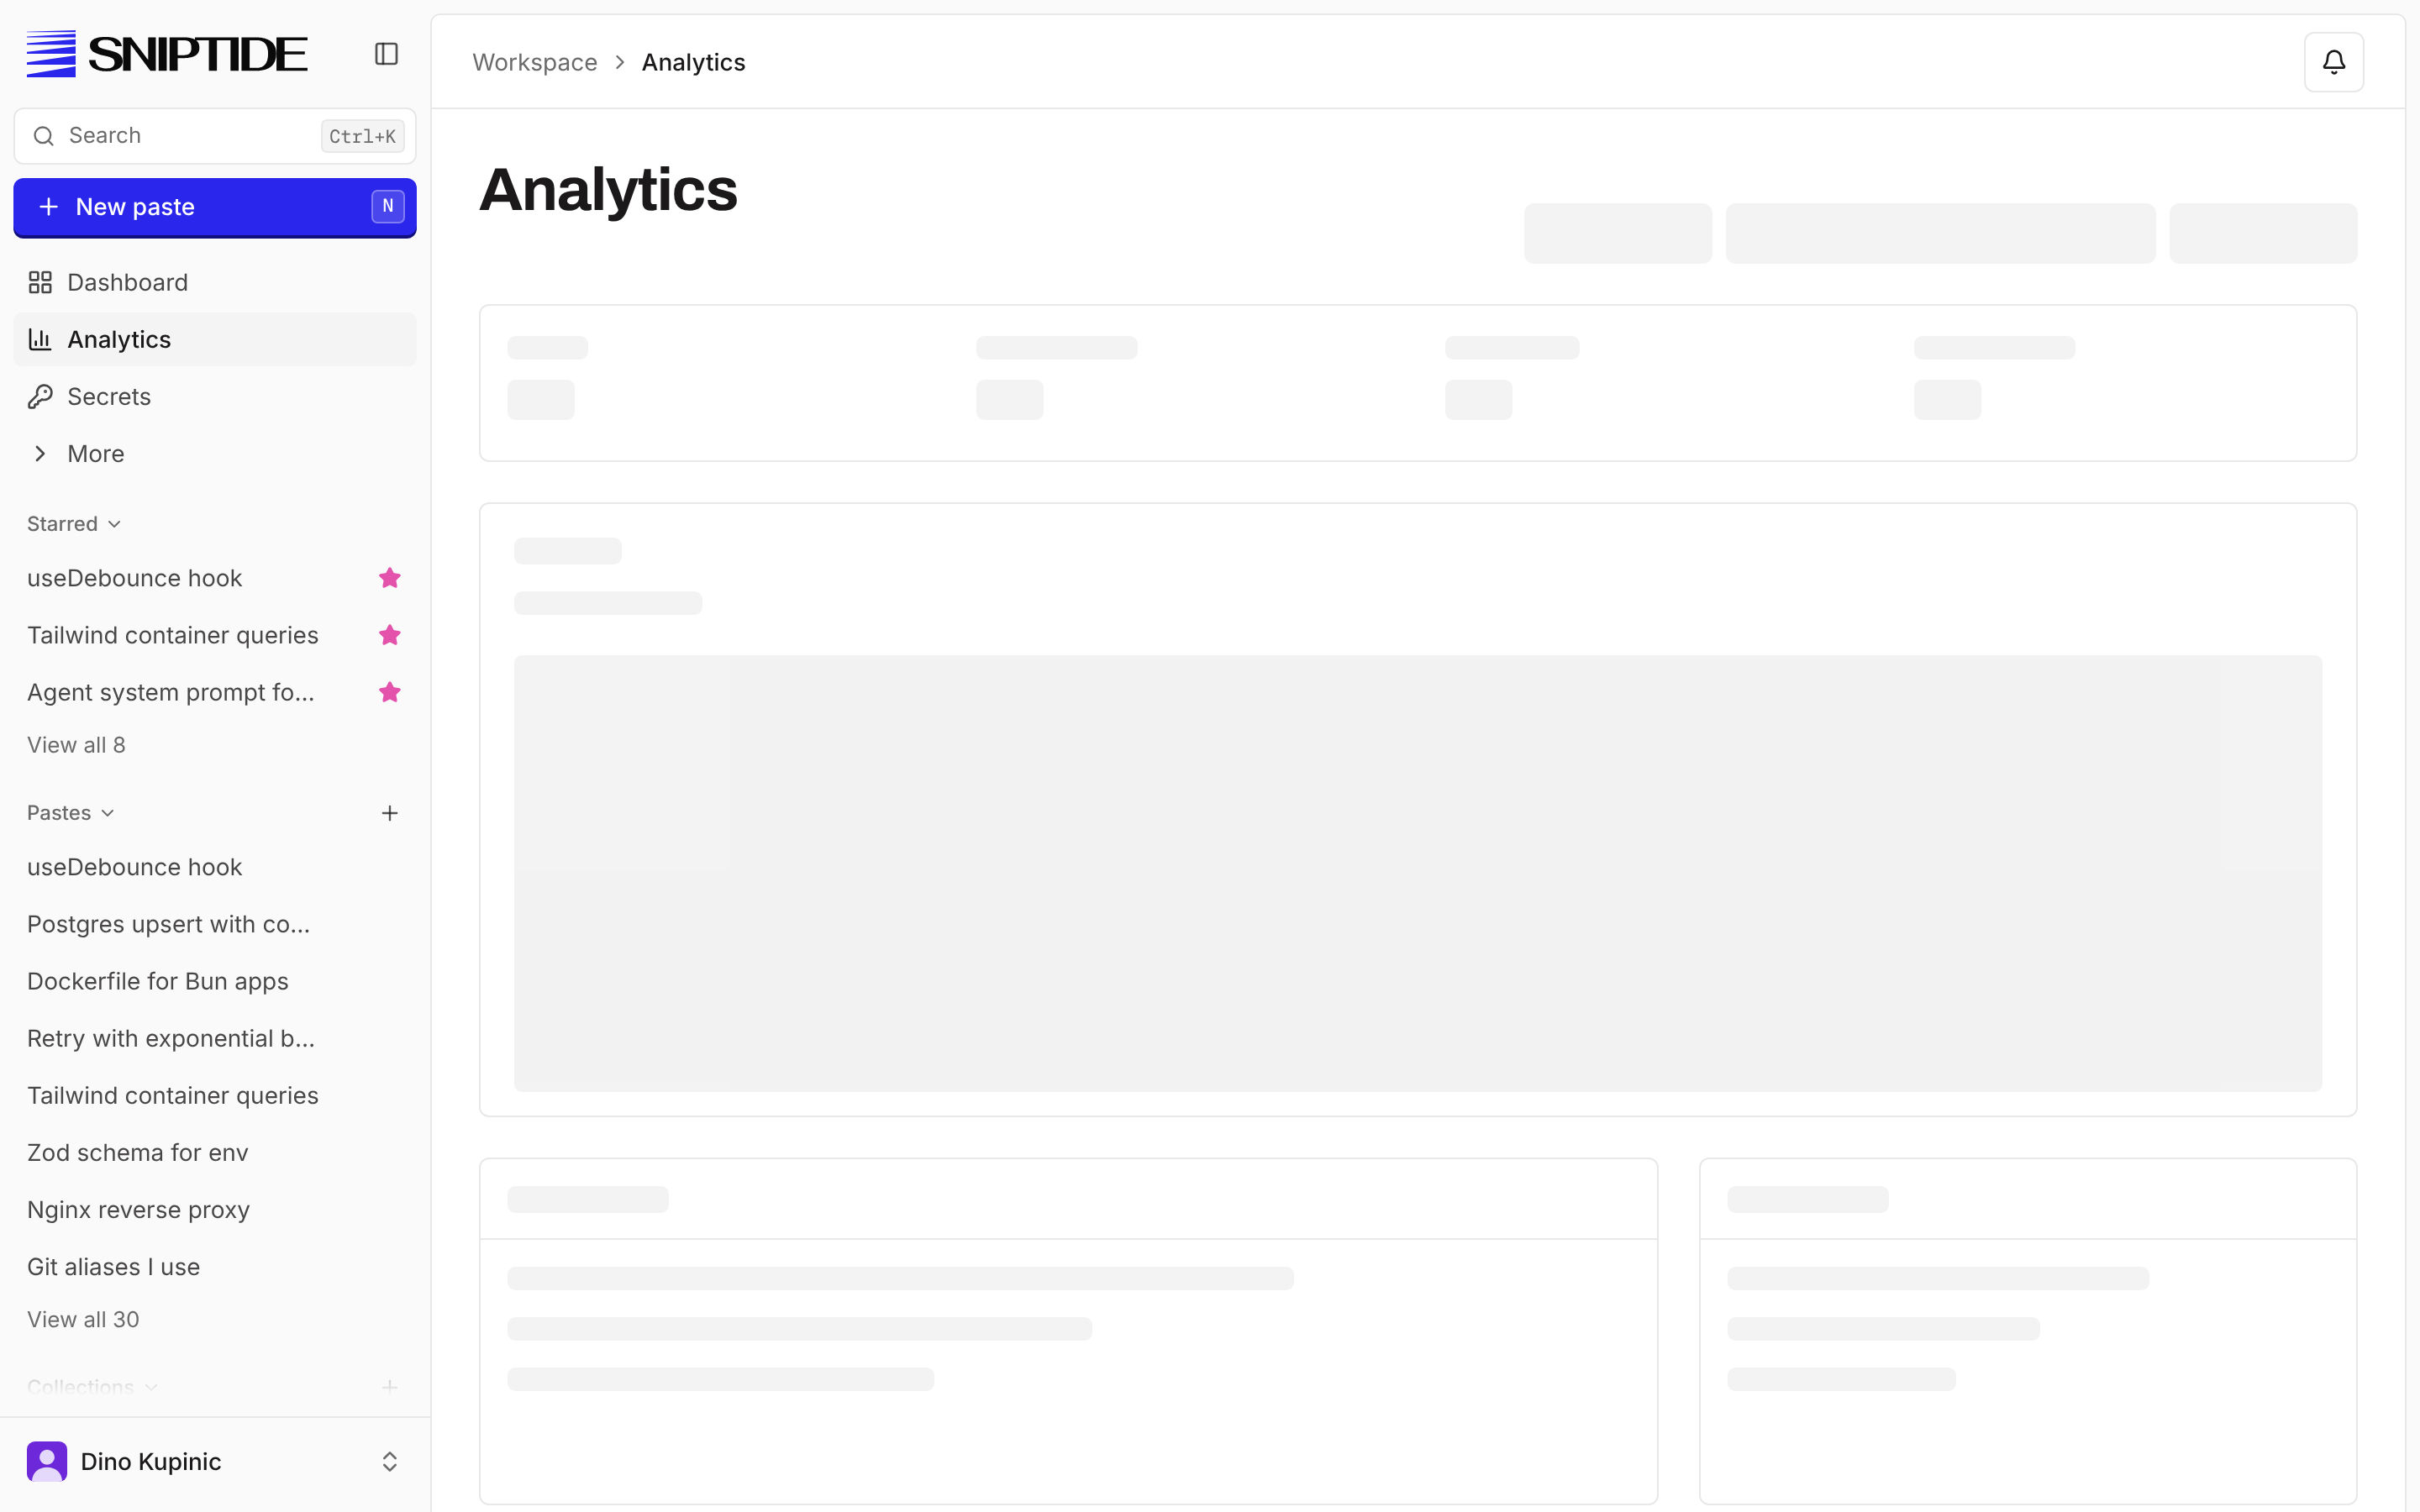 SNIPTIDE
Search Ctrl+K
New paste N
Dashboard
Analytics
Secrets
More
Starred
useDebounce hook
Tailwind container queries
Agent system prompt fo...
View all 8
Pastes
useDebounce hook
Postgres upsert with co...
Dockerfile for Bun apps
Retry with exponential b...
Tailwind container queries
Zod schema for env
Nginx reverse proxy
Git aliases I use
View all 30
Collections
Dino Kupinic
Workspace > Analytics
Analytics